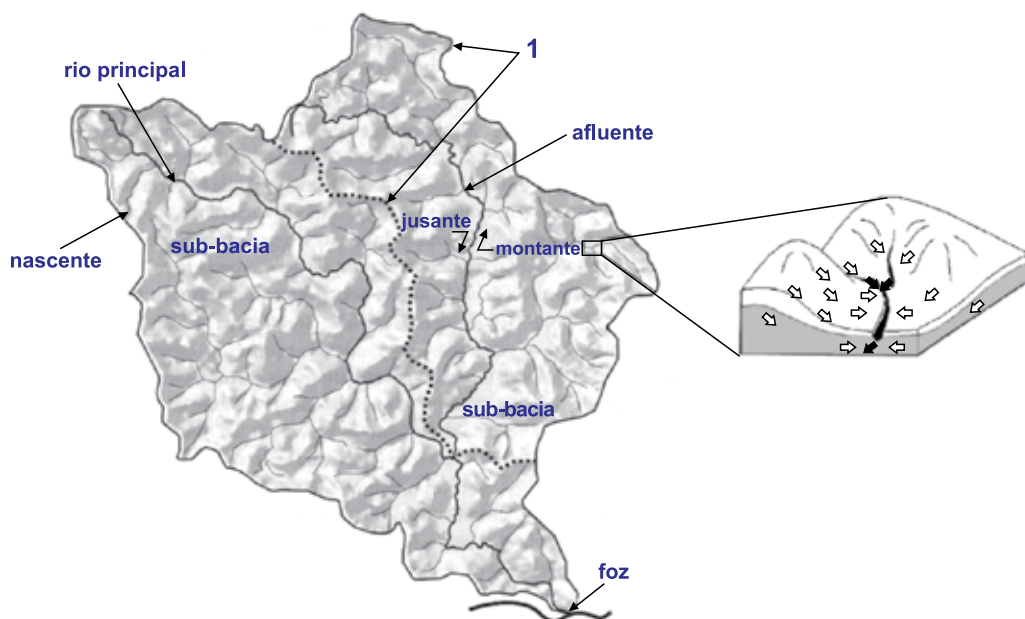 1
rio principal
afluente
jusante
sub-bacia
montante
nascente
sub-bacia
foz